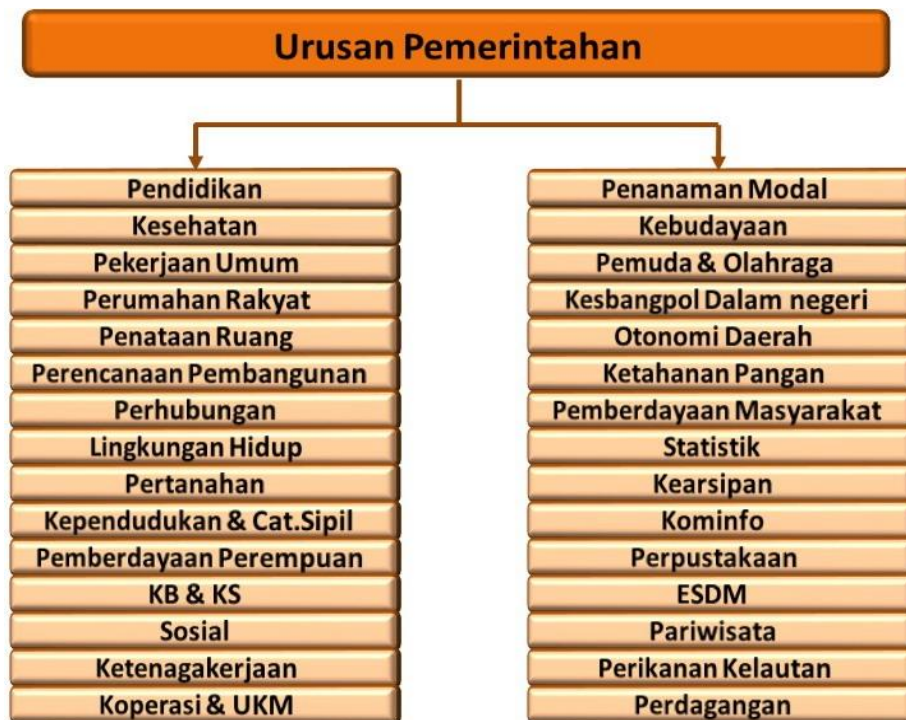 Urusan Pemerintahan
Pendidikan
Kesehatan
Pekerjaan Umum
Perumahan Rakyat
Penataan Ruang
Perencanaan Pembangunan
Perhubungan
Lingkungan Hidup
Pertanahan
Kependudukan & Cat.Sipil
Pemberdayaan Perempuan
KB & KS
Sosial
Ketenagakerjaan
Koperasi & UKM
Penanaman Modal
Kebudayaan
Pemuda & Olahraga
Kesbangpol Dalam negeri
Otonomi Daerah
Ketahanan Pangan
Pemberdayaan Masyarakat
Statistik
Kearsipan
Kominfo
Perpustakaan
ESDM
Pariwisata
Perikanan Kelautan
Perdagangan